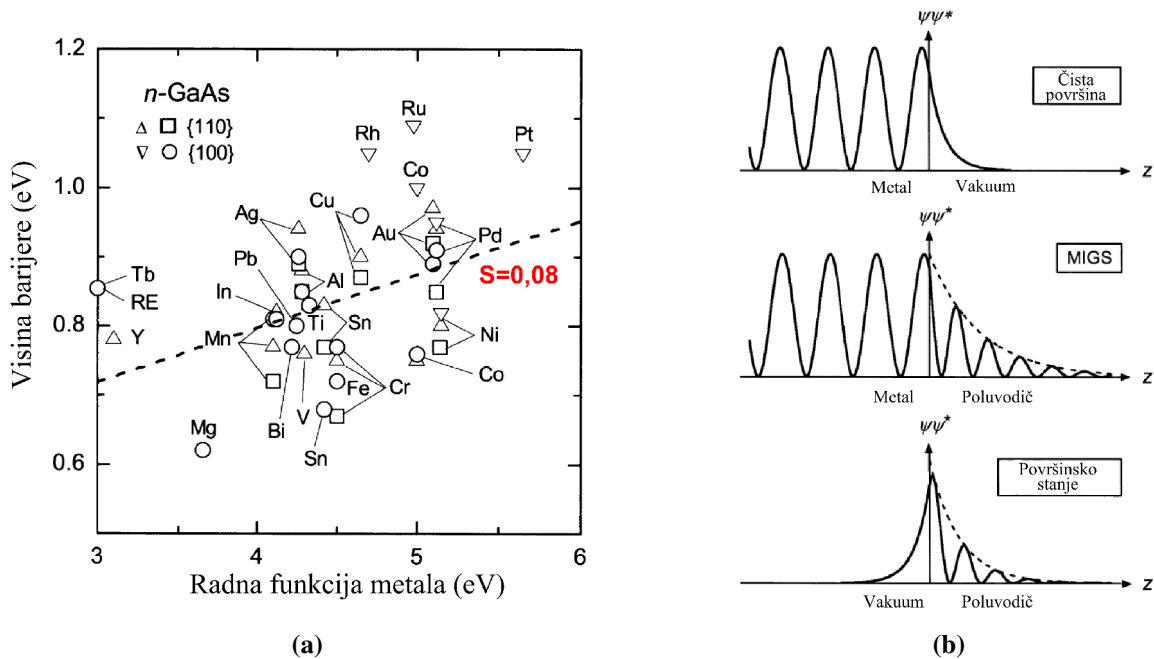 1.2
1.0
0.8
0.6
3
4
5
6
Visina barijere (eV)
Radna funkcija metala (eV)
n-GaAs
{110}
{100}
Ru
Rh
Pt
Co
Cu
Ag
Au
Pd
S=0,08
Tb
RE
Pb
Al
In
Y
Mn
Ti
Sn
Ni
Co
Fe
Cr
V
Bi
Mg
Sn
(a)
ψψ*
Čista
površina
z
Metal
Vakuum
ψψ*
MIGS
z
Metal
Poluvodič
ψψ*
Površinsko
stanje
z
Vakuum
Poluvodič
(b)